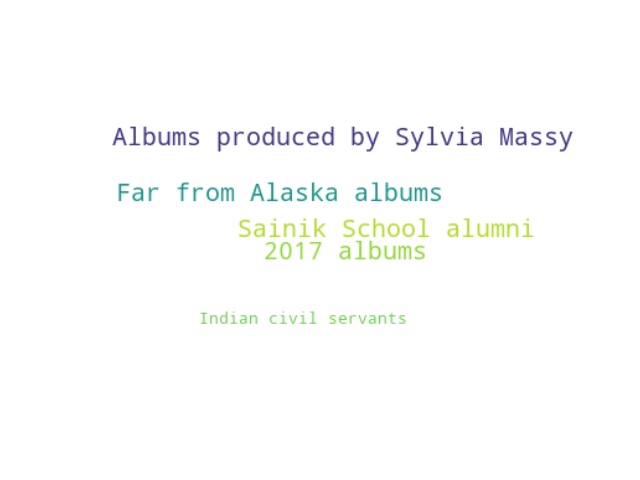 Albums produced by Sylvia Massy
Far from Alaska albums
Sainik School alumni
2017 albums
Indian civil servants